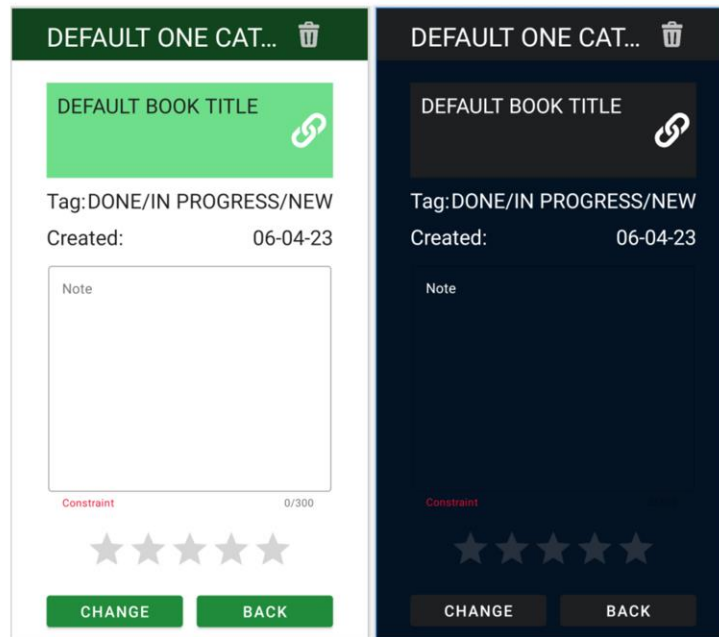 DEFAULT ONE CAT...
DEFAULT BOOK TITLE
Tag:DONE/IN PROGRESS/NEW
Created: 06-04-23
Note
Constraint 0/300
CHANGE BACK
DEFAULT ONE CAT...
DEFAULT BOOK TITLE
Tag:DONE/IN PROGRESS/NEW
Created: 06-04-23
Note
Constraint
CHANGE BACK